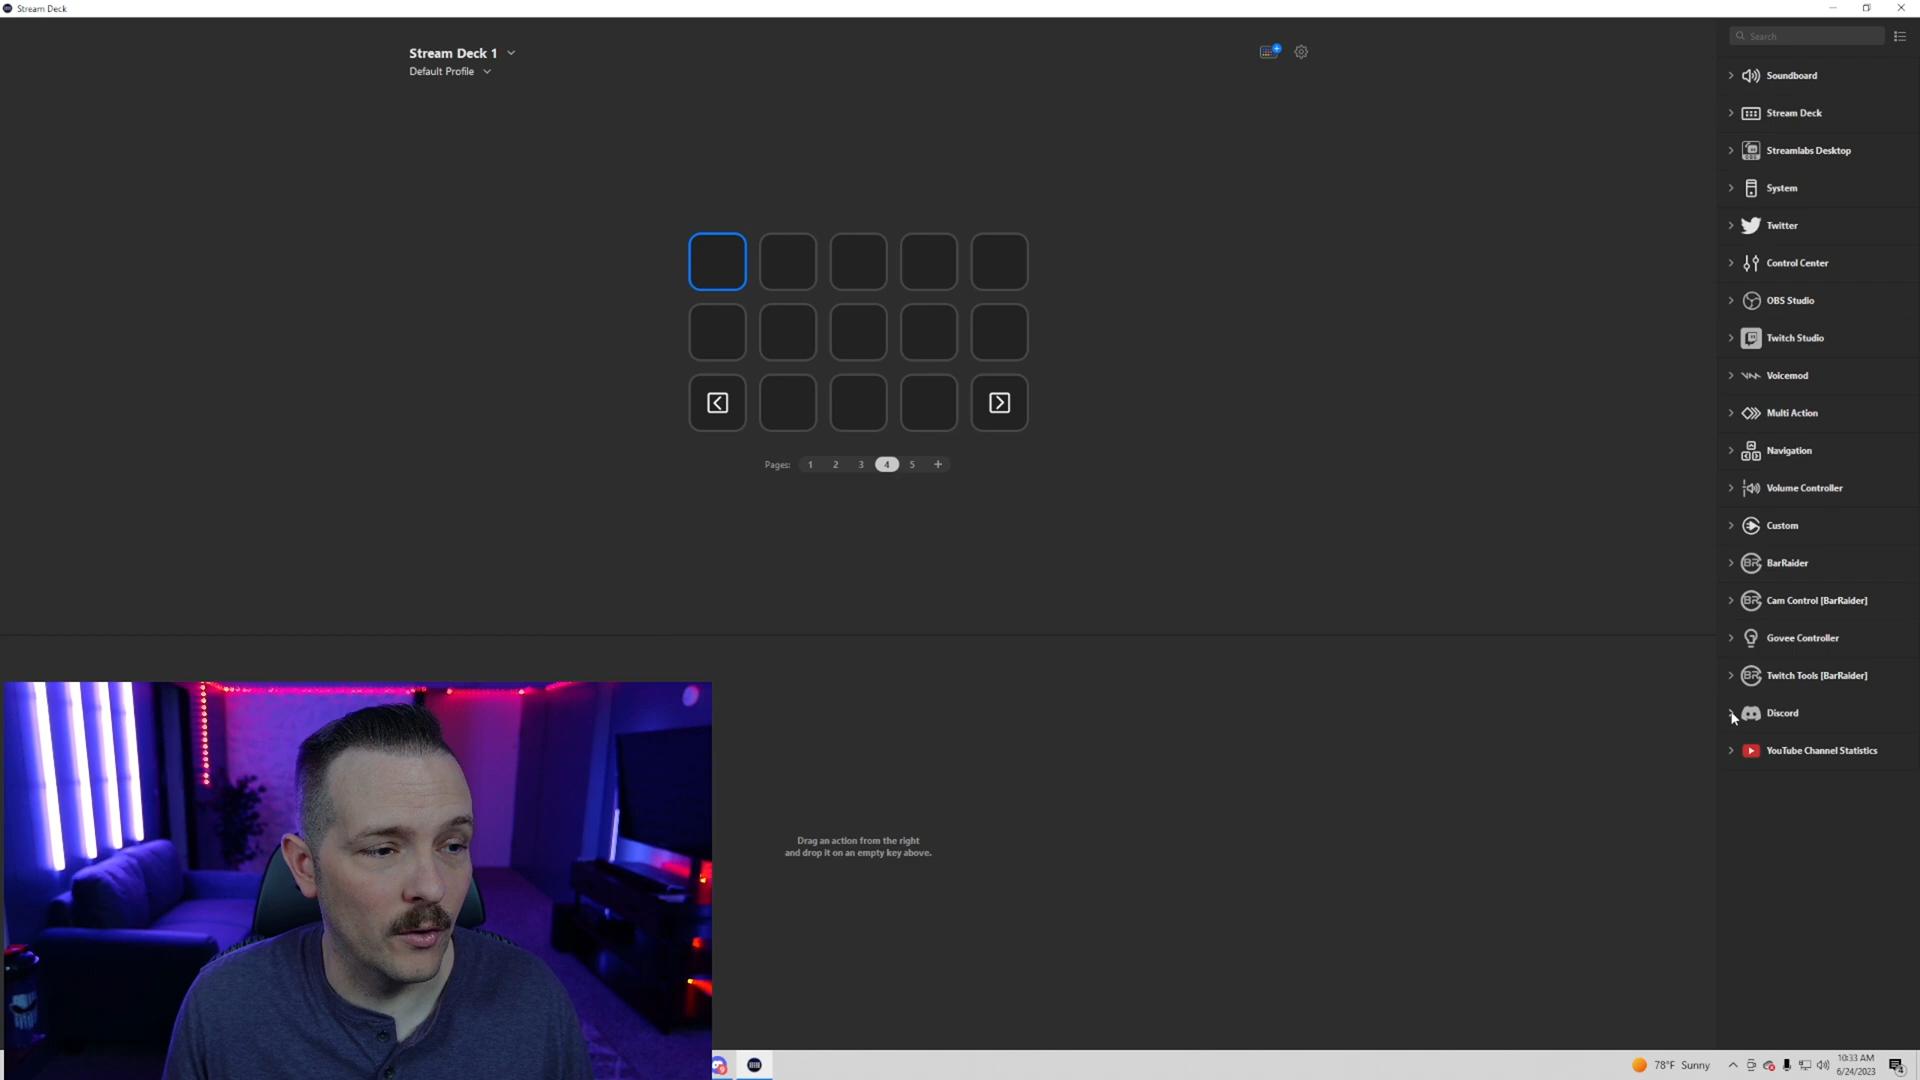 Stream Deck
Stream Deck 1
Default Profile
Search
Soundboard
Stream Deck
Streamlabs Desktop
System
Twitter
Control Center
OBS Studio
Twitch Studio
Voicemod
Multi Action
Navigation
Volume Controller
Custom
BarRaider
Cam Control [BarRaider]
Govee Controller
Twitch Tools [BarRaider]
Discord
YouTube Channel Statistics
Pages: 1 2 3 4 5 +
Drag an action from the right
and drop it on an empty key above.
78°F Sunny
10:33 AM
6/24/2023
4